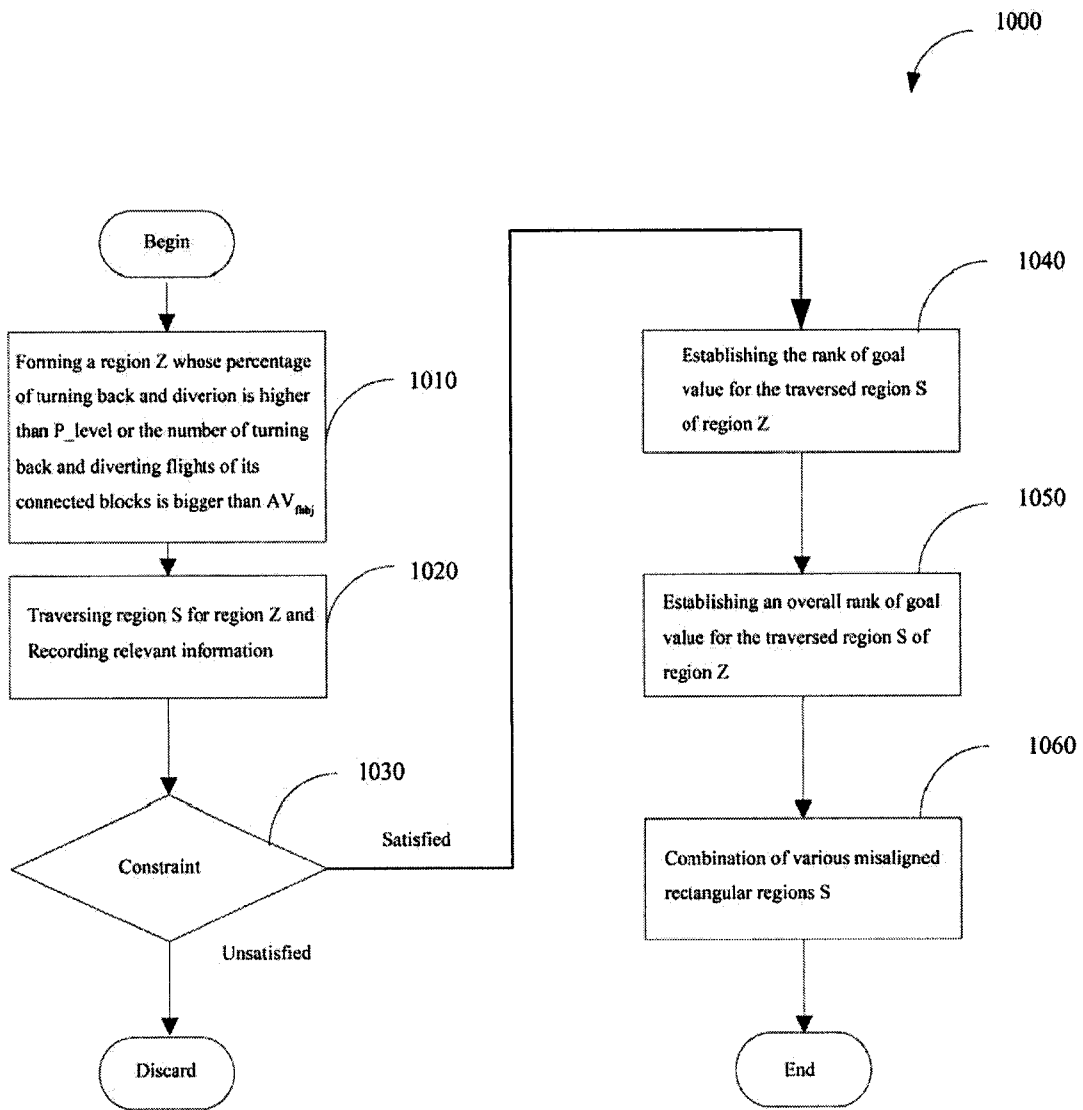 1000
Begin
Forming a region Z whose percentage
of turning back and diverion is higher
than P_level or the number of turning
back and diverting flights of its
connected blocks is bigger than AV
1010
Traversing region S for region Z and
Recording relevant information
1020
Constraint
1030
Satisfied
Unsatisfied
Discard
Establishing the rank of goal
value for the traversed region S
of region Z
1040
Establishing an overall rank of goal
value for the traversed region S of
region Z
1050
Combination of various misaligned
rectangular regions S
1060
End